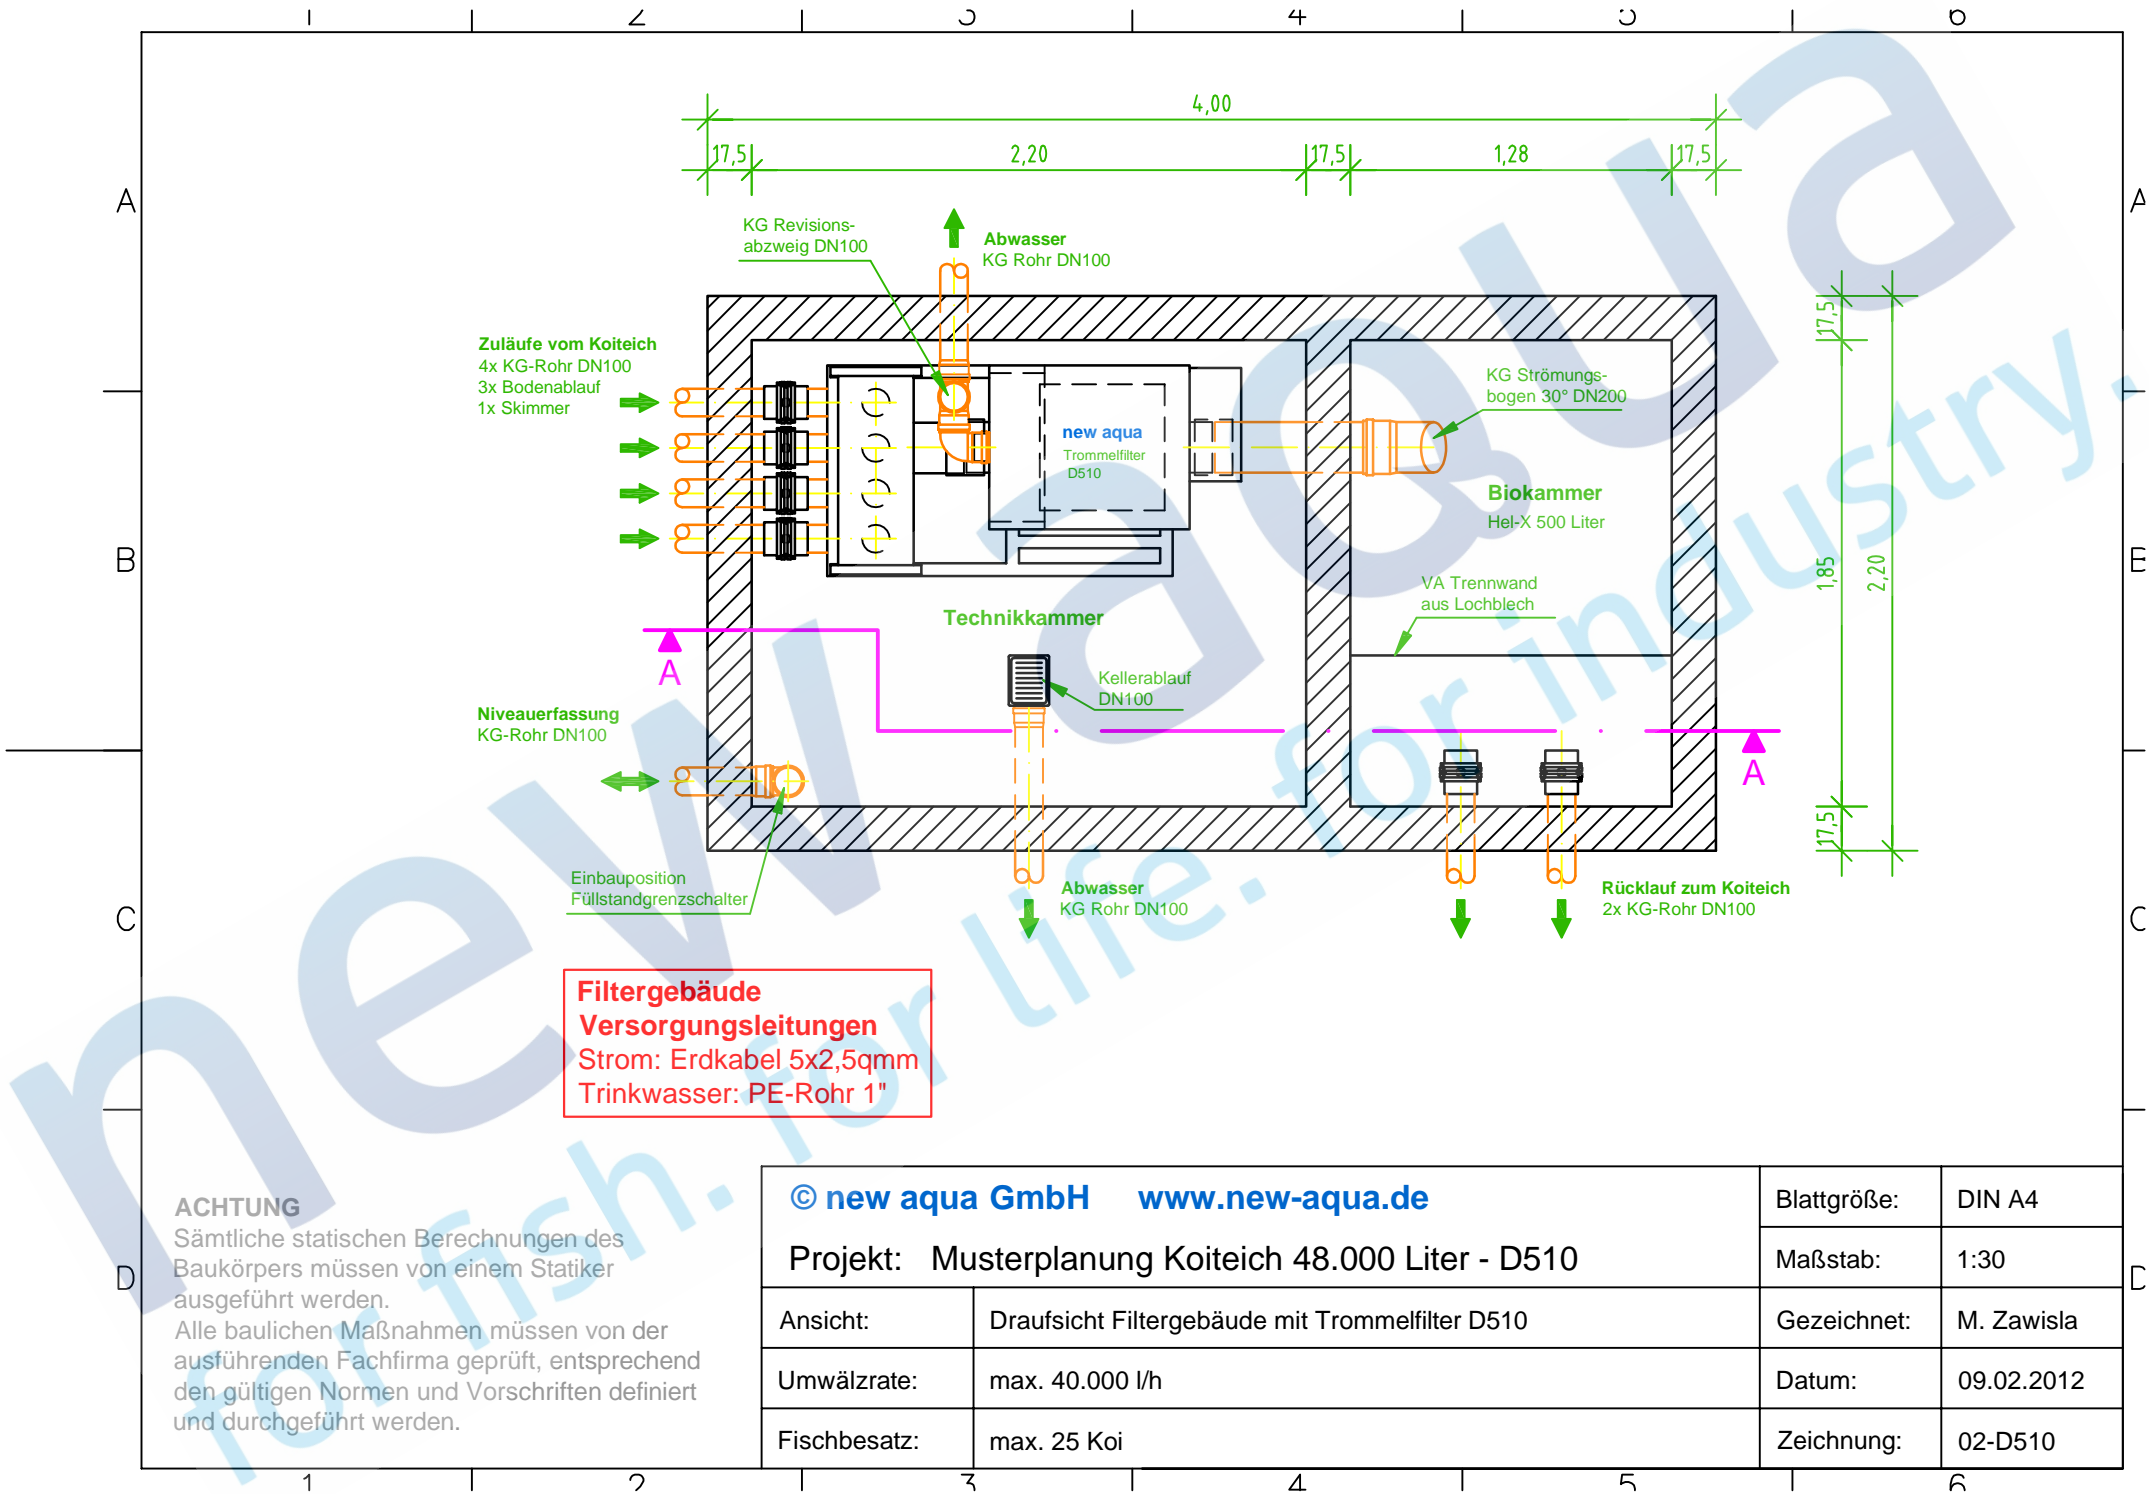 1 2 3 4 5 6
4,00
17,5 2,20 17,5 1,28 17,5
A A
KG Revisions-
abzweig DN100
Abwasser
KG Rohr DN100
17,5
Zuläufe vom Koiteich
4x KG-Rohr DN100
3x Bodenablauf
1x Skimmer
KG Strömungs-
bogen 30° DN200
new aqua
Trommelfilter
D510
Biokammer
Hel-X 500 Liter
B B
1,85
2,20
VA Trennwand
aus Lochblech
Technikkammer
A
Kellerablauf
DN100
Niveauerfassung
KG-Rohr DN100
A
17,5
Einbauposition
Füllstandgrenzschalter
Abwasser
KG Rohr DN100
Rücklauf zum Koiteich
2x KG-Rohr DN100
C C
Filtergebäude
Versorgungsleitungen
Strom: Erdkabel 5x2,5qmm
Trinkwasser: PE-Rohr 1"
new aqua
for fish. for life. for industry.
ACHTUNG
Sämtliche statischen Berechnungen des
Baukörpers müssen von einem Statiker
ausgeführt werden.
Alle baulichen Maßnahmen müssen von der
ausführenden Fachfirma geprüft, entsprechend
den gültigen Normen und Vorschriften definiert
und durchgeführt werden.
D D
© new aqua GmbH www.new-aqua.de
Projekt: Musterplanung Koiteich 48.000 Liter - D510
Ansicht: Draufsicht Filtergebäude mit Trommelfilter D510
Umwälzrate: max. 40.000 l/h
Fischbesatz: max. 25 Koi
Blattgröße: DIN A4
Maßstab: 1:30
Gezeichnet: M. Zawisla
Datum: 09.02.2012
Zeichnung: 02-D510
1 2 3 4 5 6